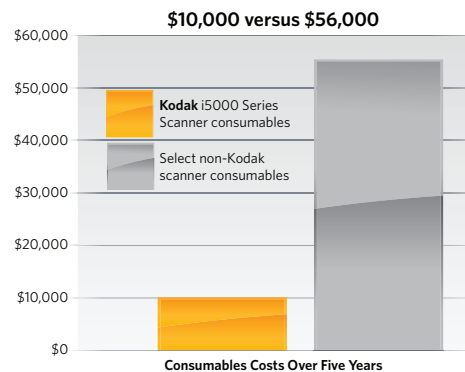 $10,000 versus $56,000
$60,000
$50,000
$40,000
$30,000
$20,000
$10,000
$0
Kodak i5000 Series
Scanner consumables
Select non-Kodak
scanner consumables
Consumables Costs Over Five Years